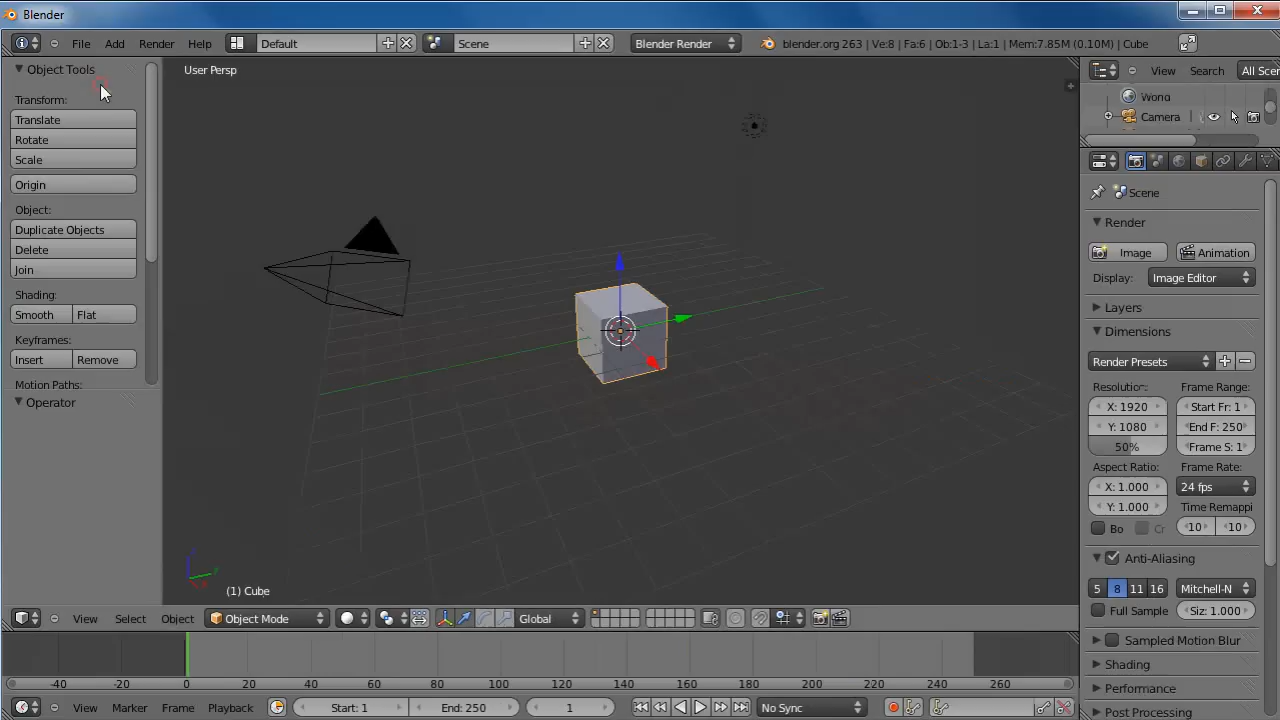 Blender
File Add Render Help Default Scene Blender Render blender.org 263 | Ve:8 | Fa:6 | Ob:1-3 | La:1 | Mem:7.85M (0.10M) | Cube
Object Tools
Transform:
Translate
Rotate
Scale
Origin
Object:
Duplicate Objects
Delete
Join
Shading:
Smooth Flat
Keyframes:
Insert Remove
Motion Paths:
Operator
User Persp
(1) Cube
View Select Object Object Mode Global
-40 -20 0 20 40 60 80 100 120 140 160 180 200 220 240 260
View Marker Frame Playback Start: 1 End: 250 1 No Sync
View Search All Scen
World
Camera
Scene
Render
Image Animation
Display: Image Editor
Layers
Dimensions
Render Presets
Resolution: Frame Range:
X: 1920 Start Fr: 1
Y: 1080 End F: 250
50% Frame S: 1
Aspect Ratio: Frame Rate:
X: 1.000 24 fps
Y: 1.000 Time Remappi
Bo Cr 10 10
Anti-Aliasing
5 8 11 16 Mitchell-N
Full Sample Siz: 1.000
Sampled Motion Blur
Shading
Performance
Post Processing